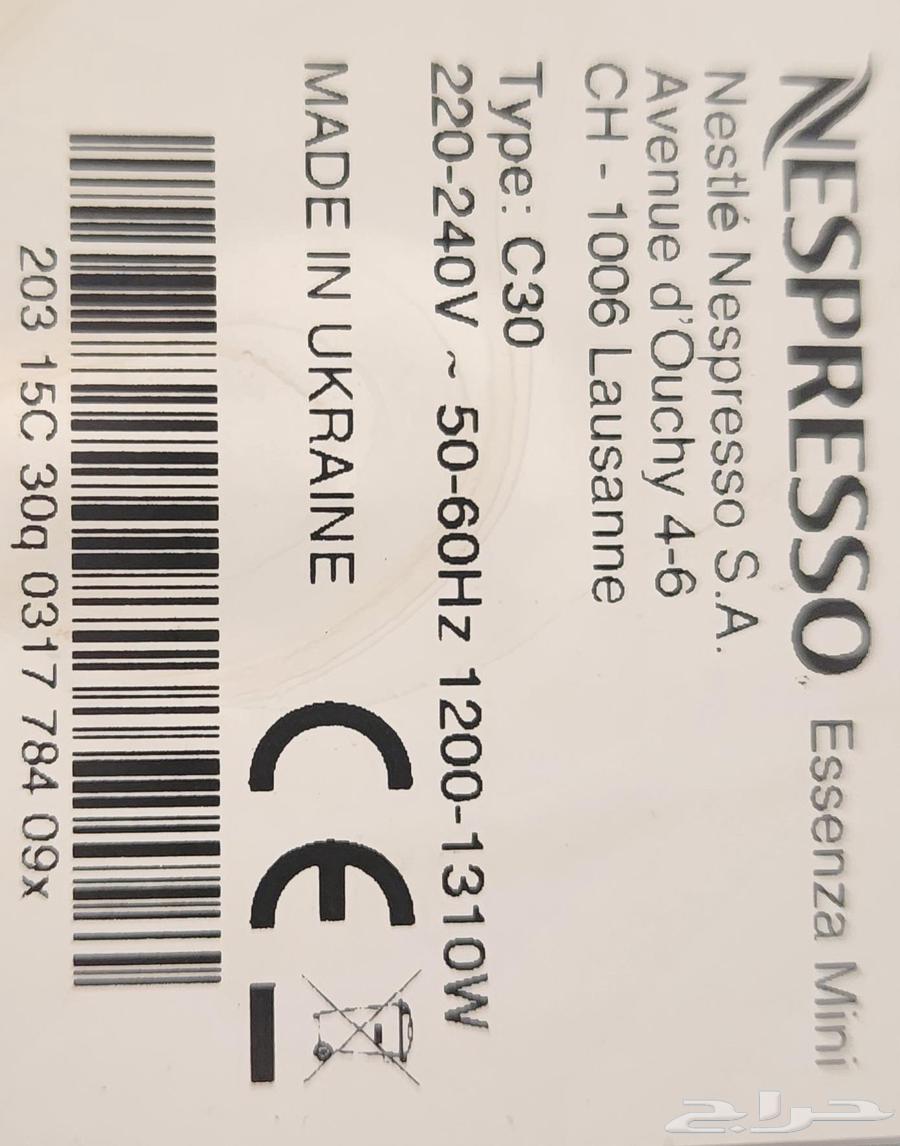 NESPRESSO Essenza Mini
Nestlé Nespresso S.A.
Avenue d'Ouchy 4-6
CH - 1006 Lausanne
Type: C30
220-240V ~ 50-60Hz 1200-1310W
MADE IN UKRAINE
CE
203 15C 30q 0317 784 09x
حراج